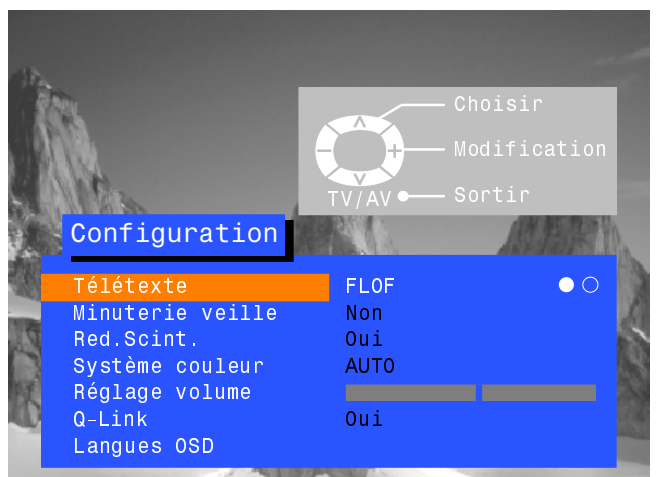 Choisir
Modification
TV/AV Sortir
Configuration
Télétexte FLOF
Minuterie veille Non
Red.Scint. Oui
Système couleur AUTO
Réglage volume
Q-Link Oui
Langues OSD